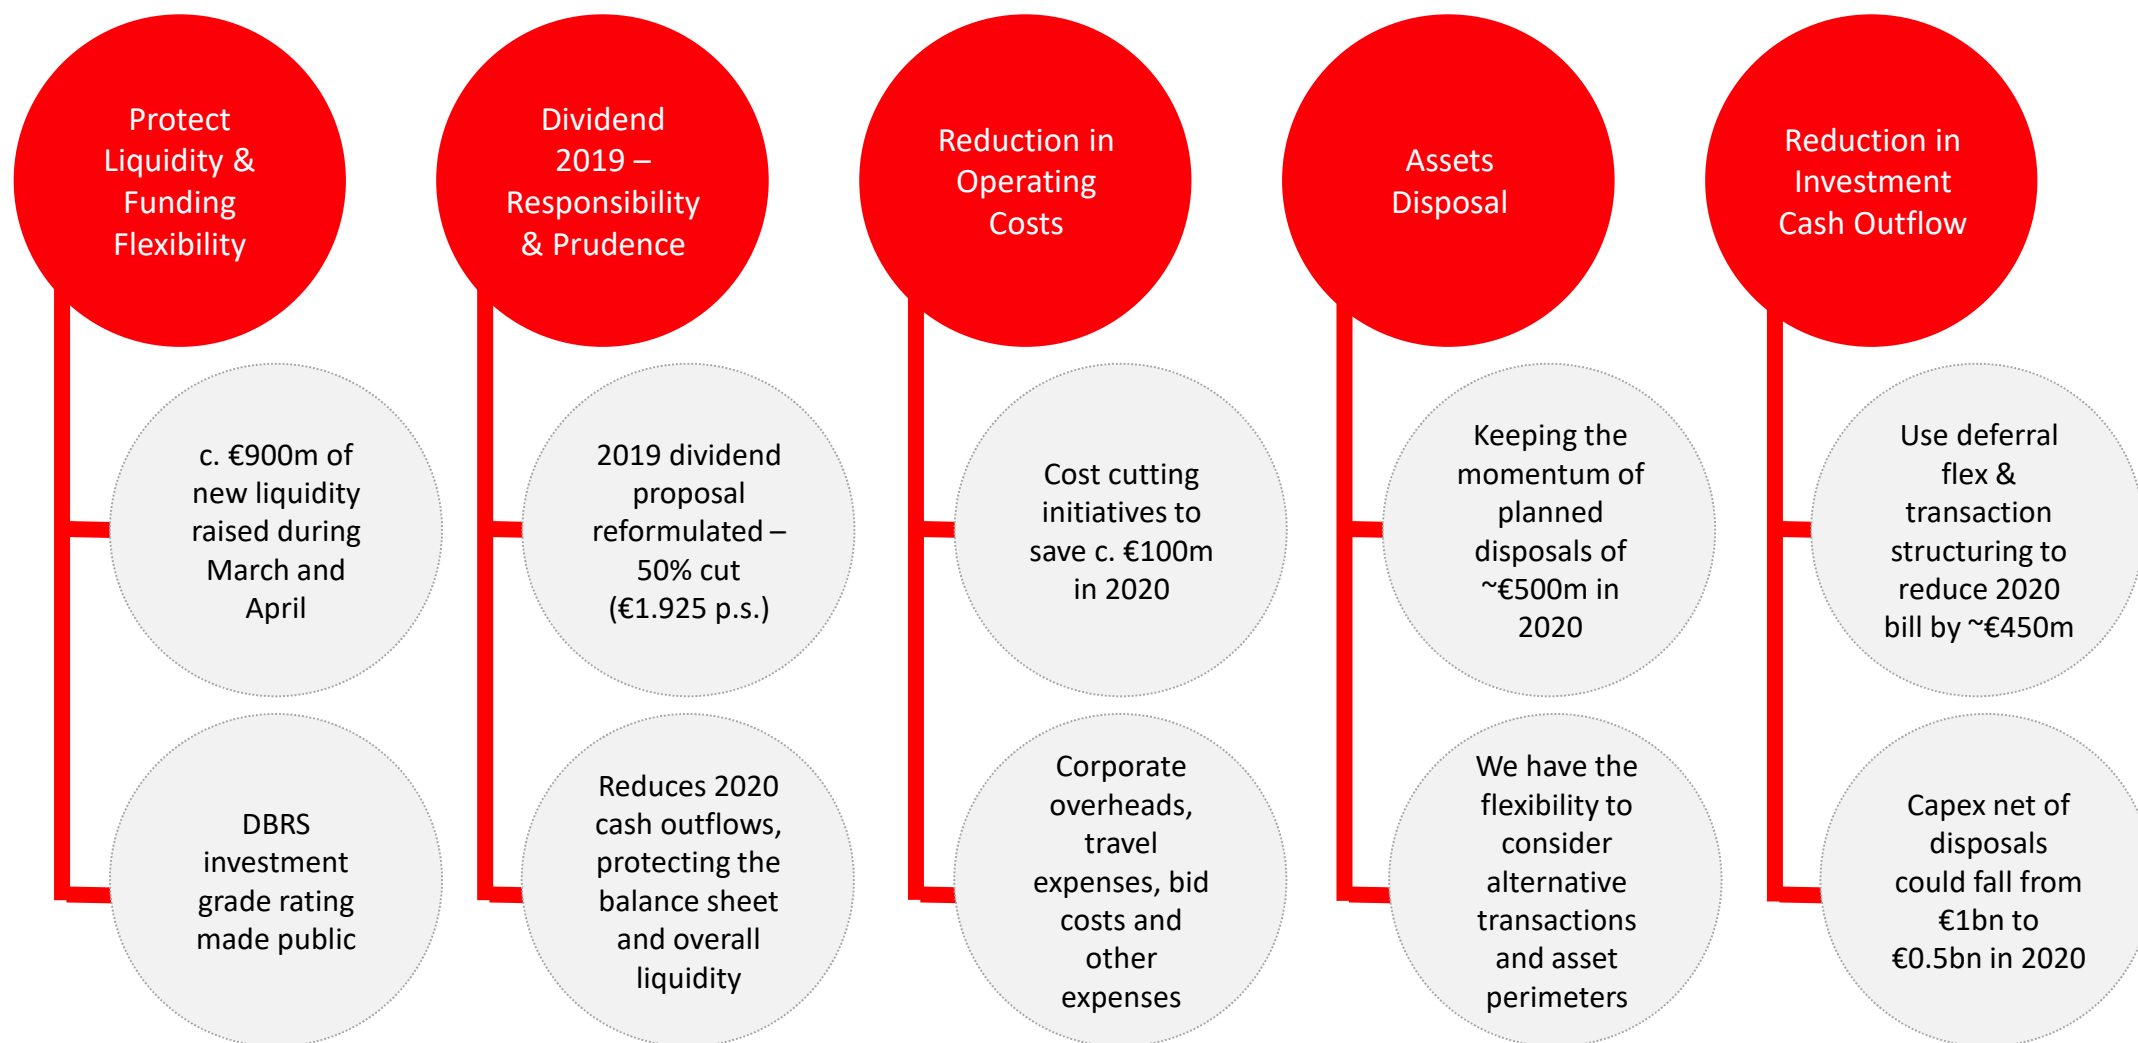 Protect
Liquidity &
Funding
Flexibility
c. €900m of
new liquidity
raised during
March and
April
DBRS
investment
grade rating
made public
Dividend
2019 –
Responsibility
& Prudence
2019 dividend
proposal
reformulated –
50% cut
(€1.925 p.s.)
Reduces 2020
cash outflows,
protecting the
balance sheet
and overall
liquidity
Reduction in
Operating
Costs
Cost cutting
initiatives to
save c. €100m
in 2020
Corporate
overheads,
travel
expenses, bid
costs and
other
expenses
Assets
Disposal
Keeping the
momentum of
planned
disposals of
~€500m in
2020
We have the
flexibility to
consider
alternative
transactions
and asset
perimeters
Reduction in
Investment
Cash Outflow
Use deferral
flex &
transaction
structuring to
reduce 2020
bill by ~€450m
Capex net of
disposals
could fall from
€1bn to
€0.5bn in 2020